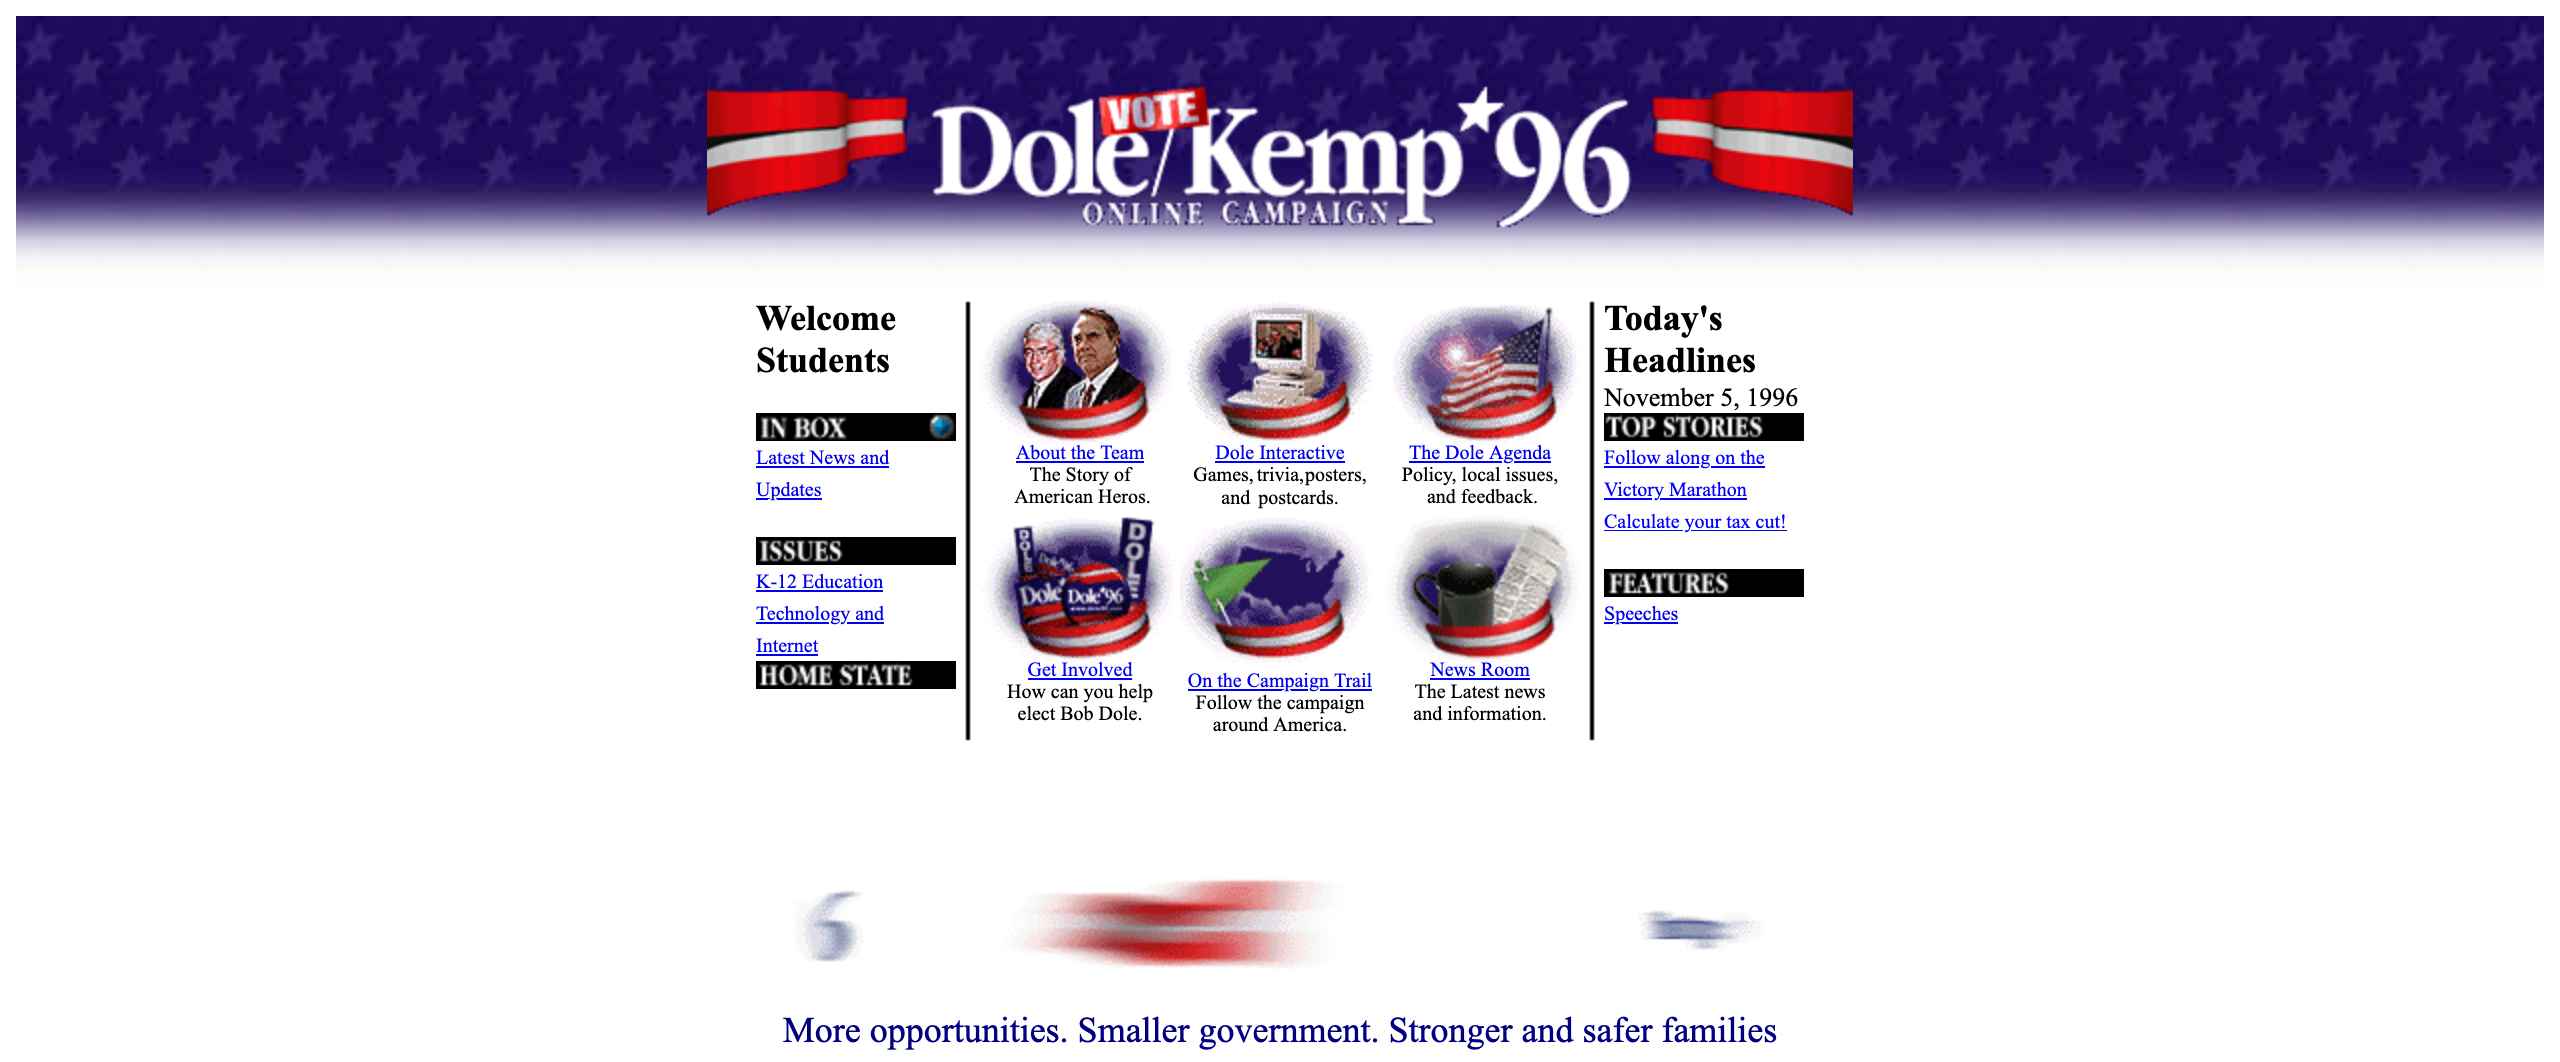 VOTE
Dole/Kemp '96
ONLINE CAMPAIGN
Welcome
Students
IN BOX
Latest News and
Updates
ISSUES
K-12 Education
Technology and
Internet
HOME STATE
About the Team
The Story of
American Heros.
Dole Interactive
Games, trivia,posters,
and postcards.
The Dole Agenda
Policy, local issues,
and feedback.
DOLE
DOLE
Dole
Dole '96
Get Involved
How can you help
elect Bob Dole.
On the Campaign Trail
Follow the campaign
around America.
News Room
The Latest news
and information.
Today's
Headlines
November 5, 1996
TOP STORIES
Follow along on the
Victory Marathon
Calculate your tax cut!
FEATURES
Speeches
More opportunities. Smaller government. Stronger and safer families